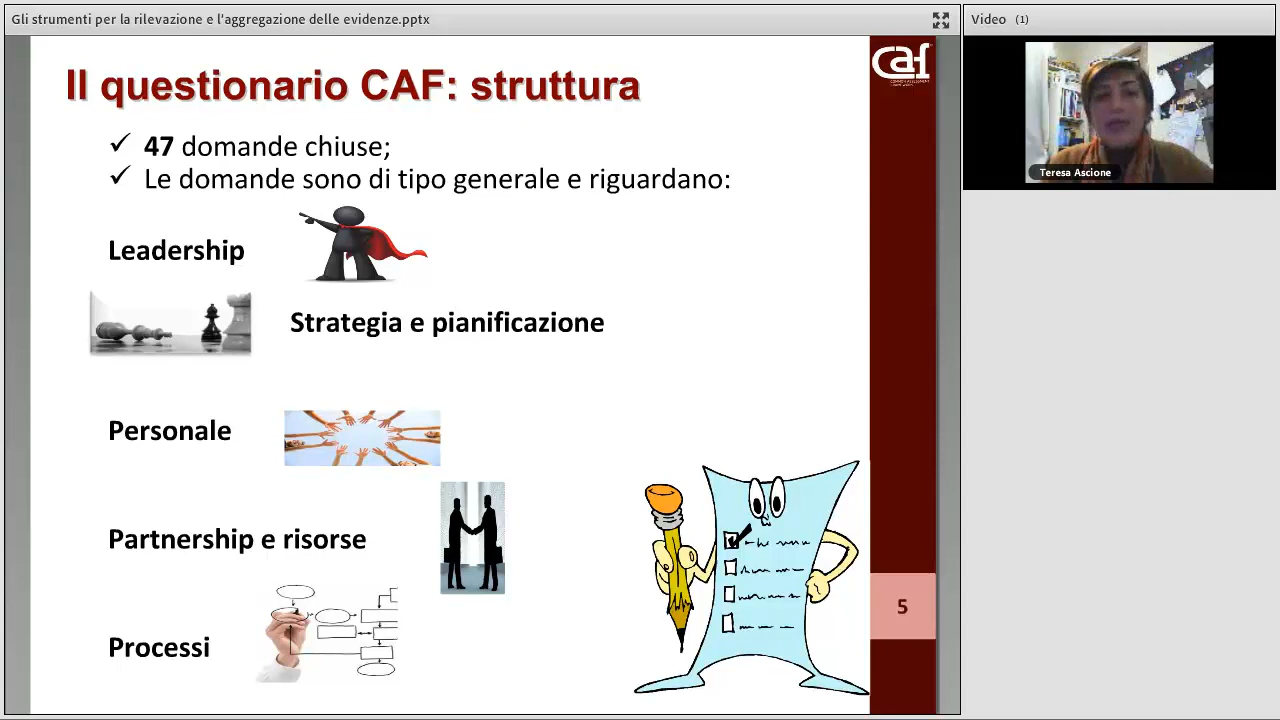 Gli strumenti per la rilevazione e l'aggregazione delle evidenze.pptx
Video (1)
Il questionario CAF: struttura
caf
✓ 47 domande chiuse;
✓ Le domande sono di tipo generale e riguardano:
Leadership
Strategia e pianificazione
Personale
Partnership e risorse
Processi
5
Teresa Ascione